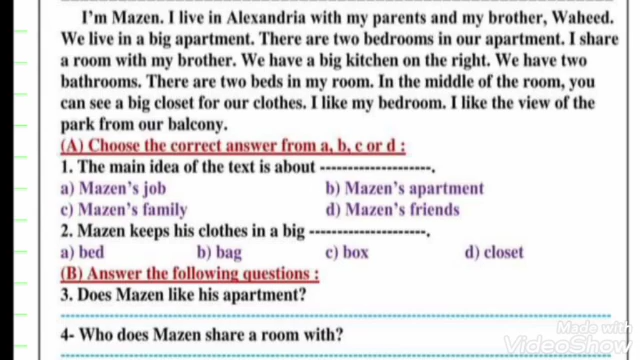 I'm Mazen. I live in Alexandria with my parents and my brother, Waheed.
We live in a big apartment. There are two bedrooms in our apartment. I share
a room with my brother. We have a big kitchen on the right. We have two
bathrooms. There are two beds in my room. In the middle of the room, you
can see a big closet for our clothes. I like my bedroom. I like the view of the
park from our balcony.
(A) Choose the correct answer from a, b, c or d :
1. The main idea of the text is about --------------------.
a) Mazen's job b) Mazen's apartment
c) Mazen's family d) Mazen's friends
2. Mazen keeps his clothes in a big ---------------------.
a) bed b) bag c) box d) closet
(B) Answer the following questions :
3. Does Mazen like his apartment?
4- Who does Mazen share a room with?
Made with
VideoShow